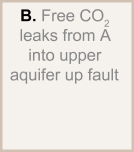 B. Free CO₂
leaks from A
into upper
aquifer up fault